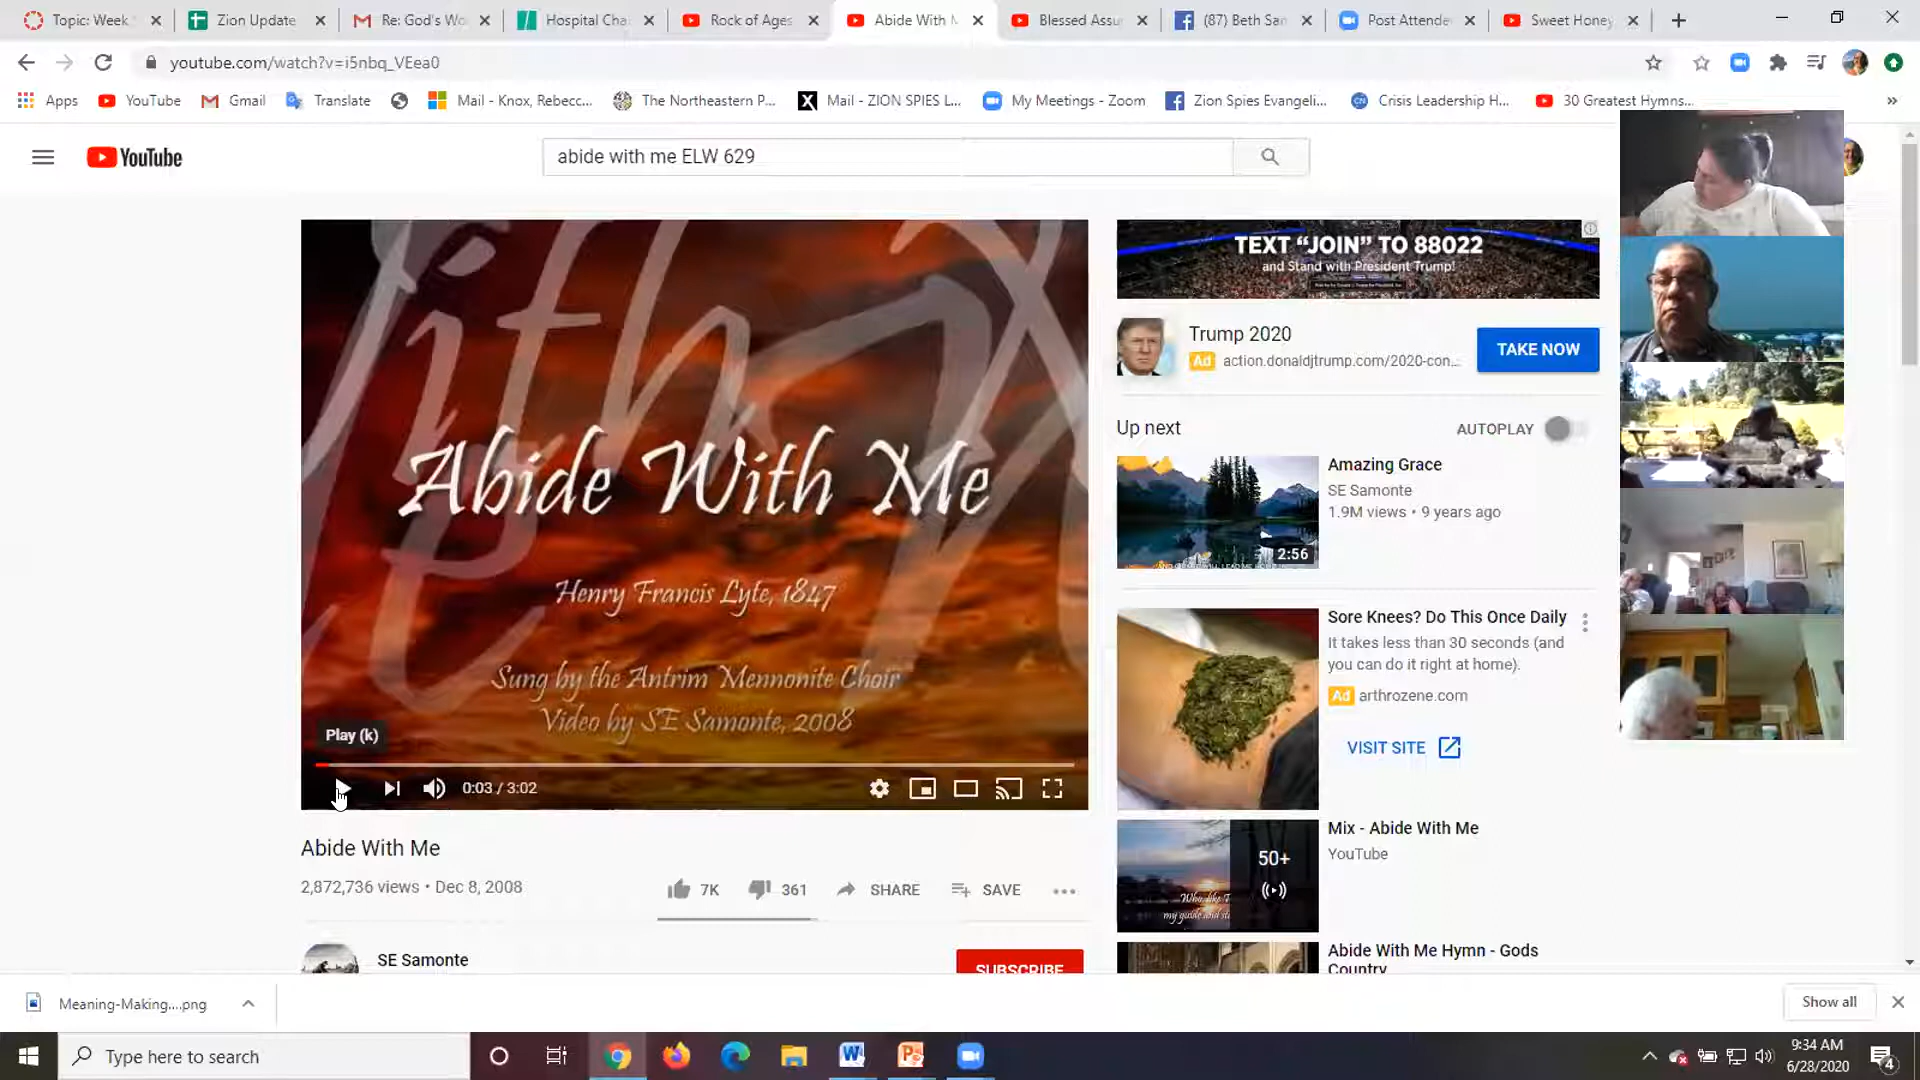 Topic: Week
Zion Update
Re: God's Wo
Hospital Cha
Rock of Ages
Abide With M
Blessed Assu
(87) Beth San
Post Attende
Sweet Honey
youtube.com/watch?v=i5nbq_VEea0
Apps
YouTube
Gmail
Translate
Mail - Knox, Rebecc...
The Northeastern P...
Mail - ZION SPIES L...
My Meetings - Zoom
Zion Spies Evangeli...
Crisis Leadership H...
30 Greatest Hymns...
YouTube
abide with me ELW 629
Abide With Me
Henry Francis Lyte, 1847
Sung by the Antrim Mennonite Choir
Video by SE Samonte, 2008
Play (k)
0:03 / 3:02
Abide With Me
2,872,736 views • Dec 8, 2008
7K
361
SHARE
SAVE
SE Samonte
SUBSCRIBE
TEXT “JOIN” TO 88022
and Stand with President Trump!
Trump 2020
Ad action.donaldjtrump.com/2020-con...
TAKE NOW
Up next
AUTOPLAY
Amazing Grace
SE Samonte
1.9M views • 9 years ago
2:56
Sore Knees? Do This Once Daily
It takes less than 30 seconds (and
you can do it right at home).
Ad arthrozene.com
VISIT SITE
Mix - Abide With Me
YouTube
50+
my guide and st
Abide With Me Hymn - Gods
Country
Meaning-Making....png
Show all
Type here to search
9:34 AM
6/28/2020
4